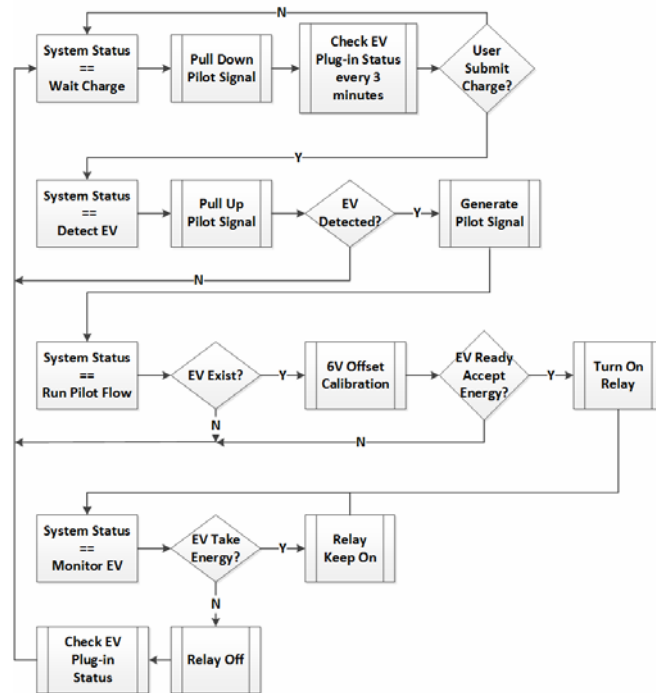 N
System Status
==
Wait Charge
Pull Down
Pilot Signal
Check EV
Plug-in Status
every 3
minutes
User
Submit
Charge?
Y
System Status
==
Detect EV
Pull Up
Pilot Signal
EV
Detected?
Y
Generate
Pilot Signal
N
System Status
==
Run Pilot Flow
EV Exist?
Y
6V Offset
Calibration
EV Ready
Accept
Energy?
Y
Turn On
Relay
N
N
System Status
==
Monitor EV
EV Take
Energy?
Y
Relay
Keep On
N
Check EV
Plug-in
Status
Relay Off